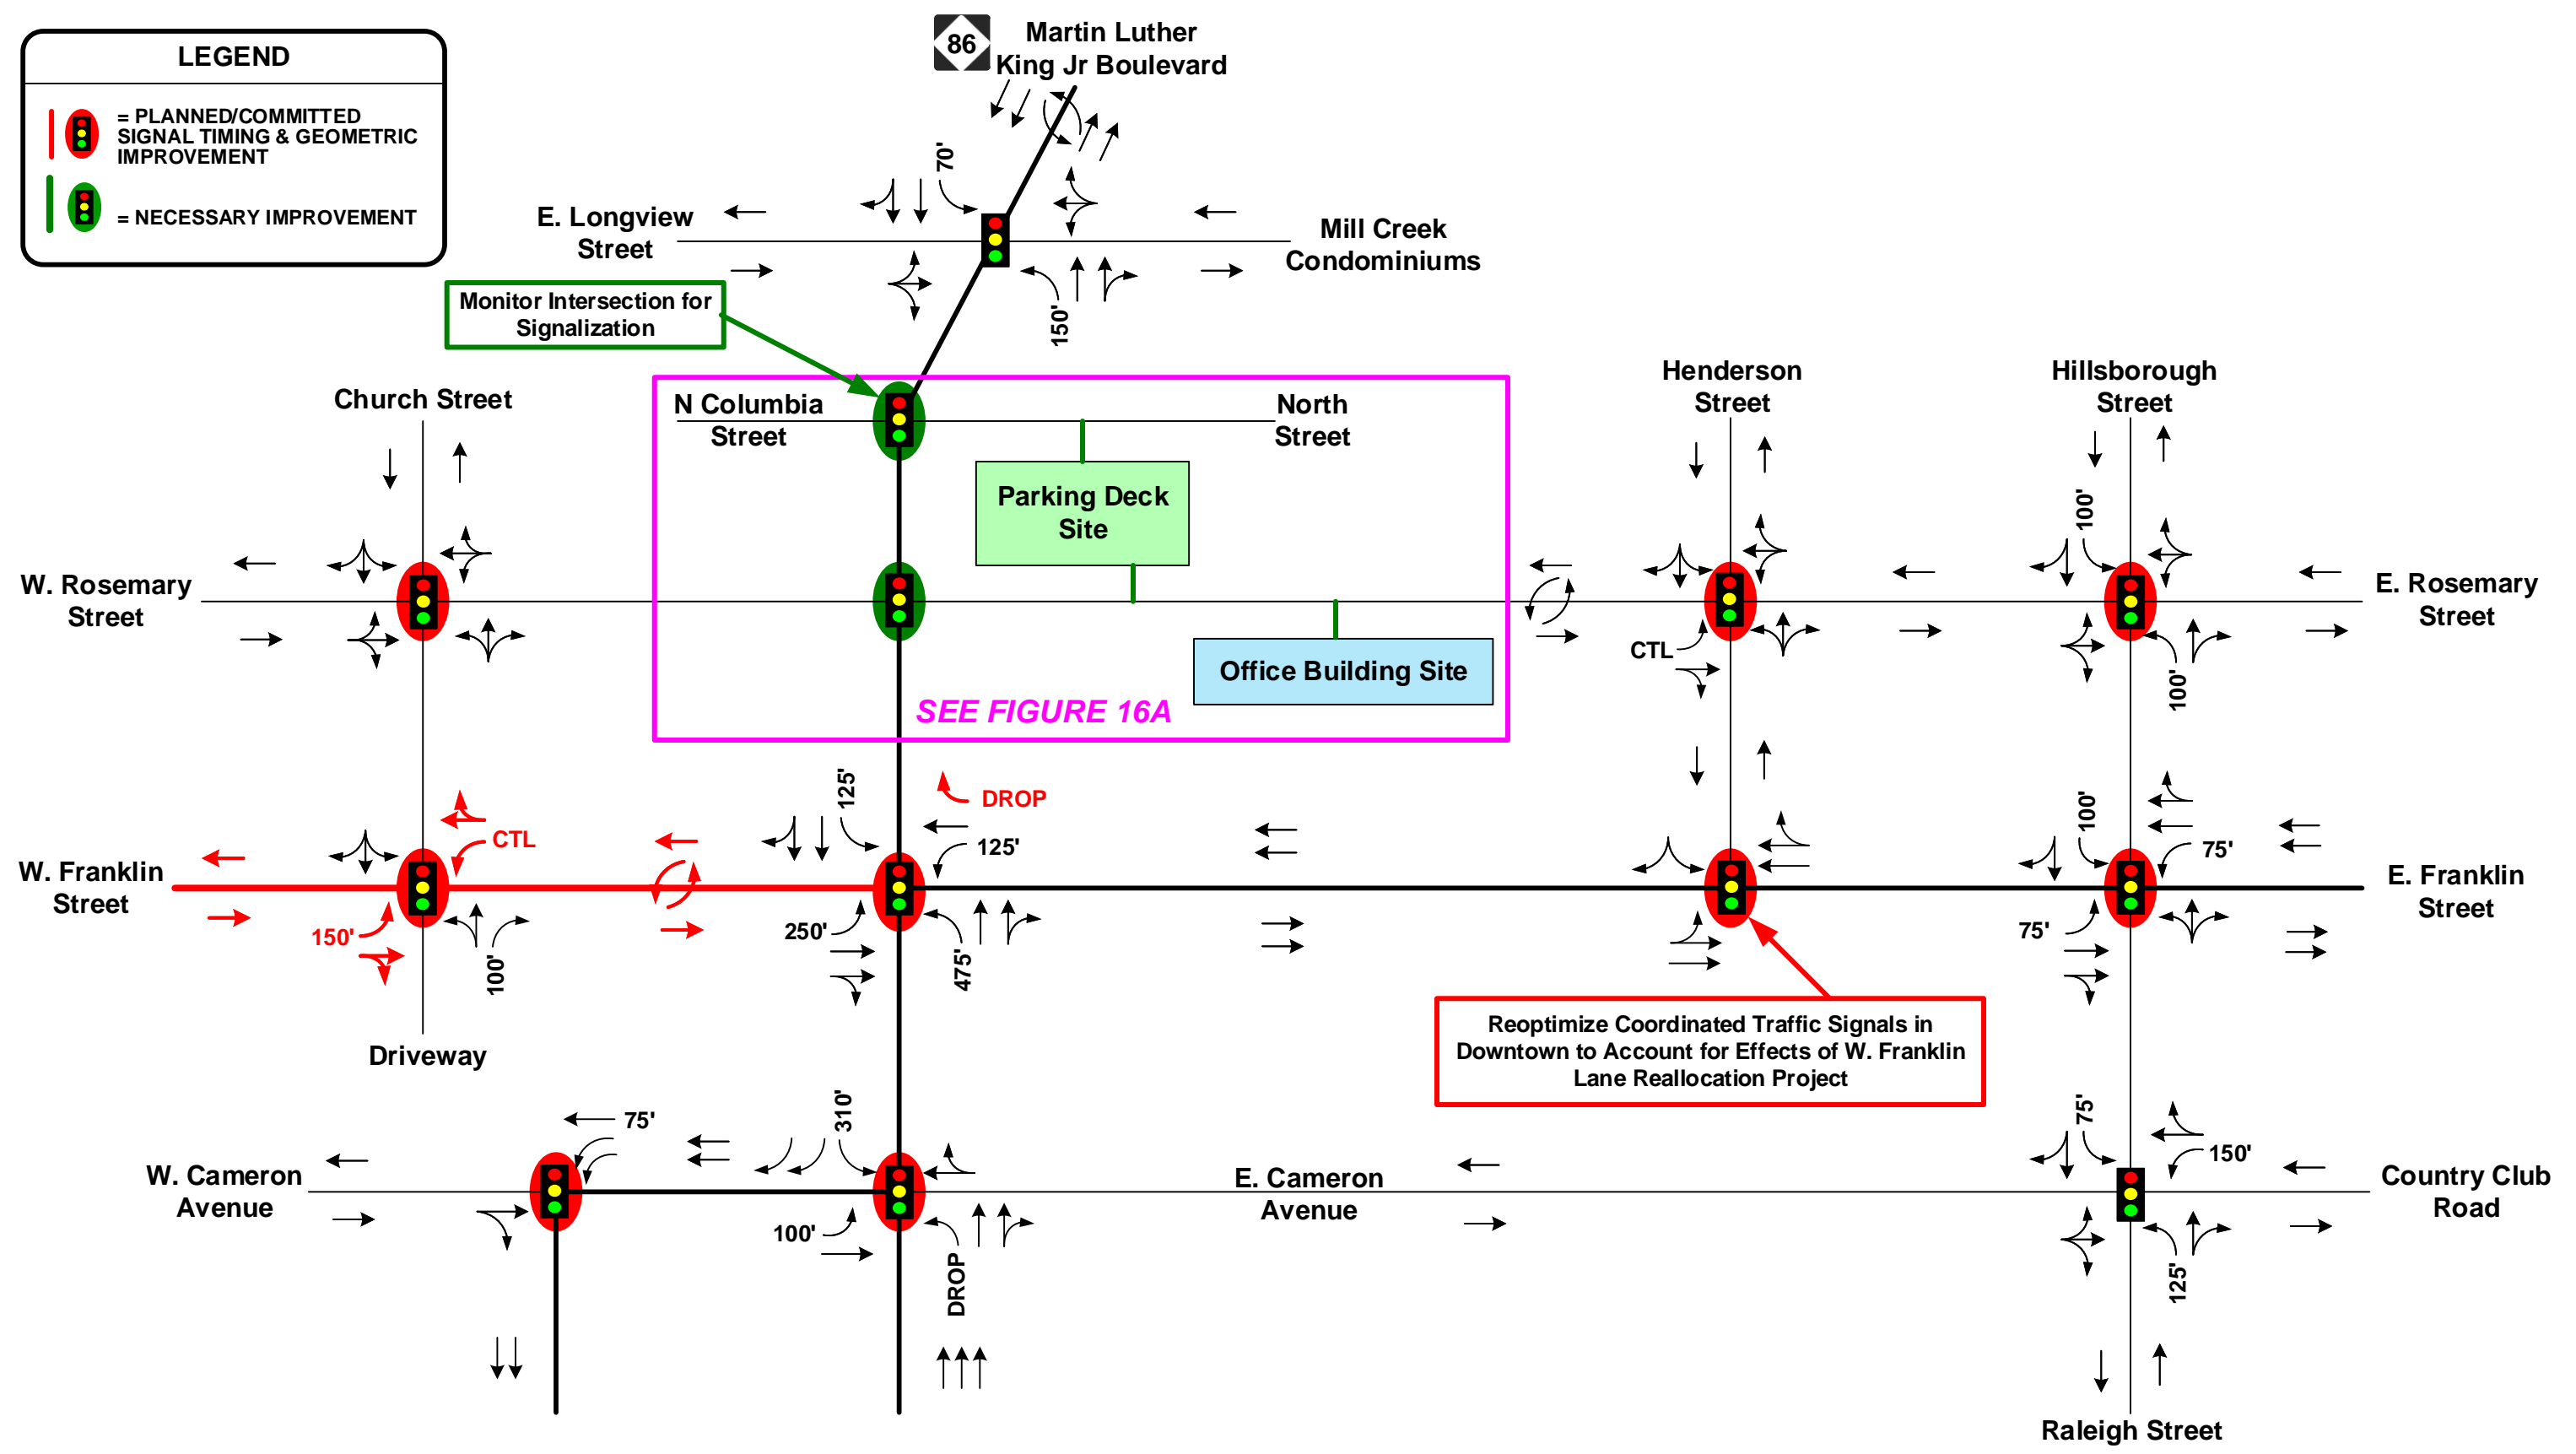 LEGEND
= PLANNED/COMMITTED
SIGNAL TIMING & GEOMETRIC
IMPROVEMENT
= NECESSARY IMPROVEMENT
86
Martin Luther
King Jr Boulevard
70'
E. Longview
Street
Mill Creek
Condominiums
150'
Monitor Intersection for
Signalization
Church Street
N Columbia
Street
North
Street
Henderson
Street
Hillsborough
Street
Parking Deck
Site
100'
W. Rosemary
Street
E. Rosemary
Street
CTL
Office Building Site
100'
SEE FIGURE 16A
125'
DROP
100'
CTL
125'
75'
W. Franklin
Street
E. Franklin
Street
150'
250'
75'
100'
475'
Driveway
Reoptimize Coordinated Traffic Signals in
Downtown to Account for Effects of W. Franklin
Lane Reallocation Project
75'
310'
75'
150'
W. Cameron
Avenue
E. Cameron
Avenue
Country Club
Road
100'
DROP
125'
Raleigh Street